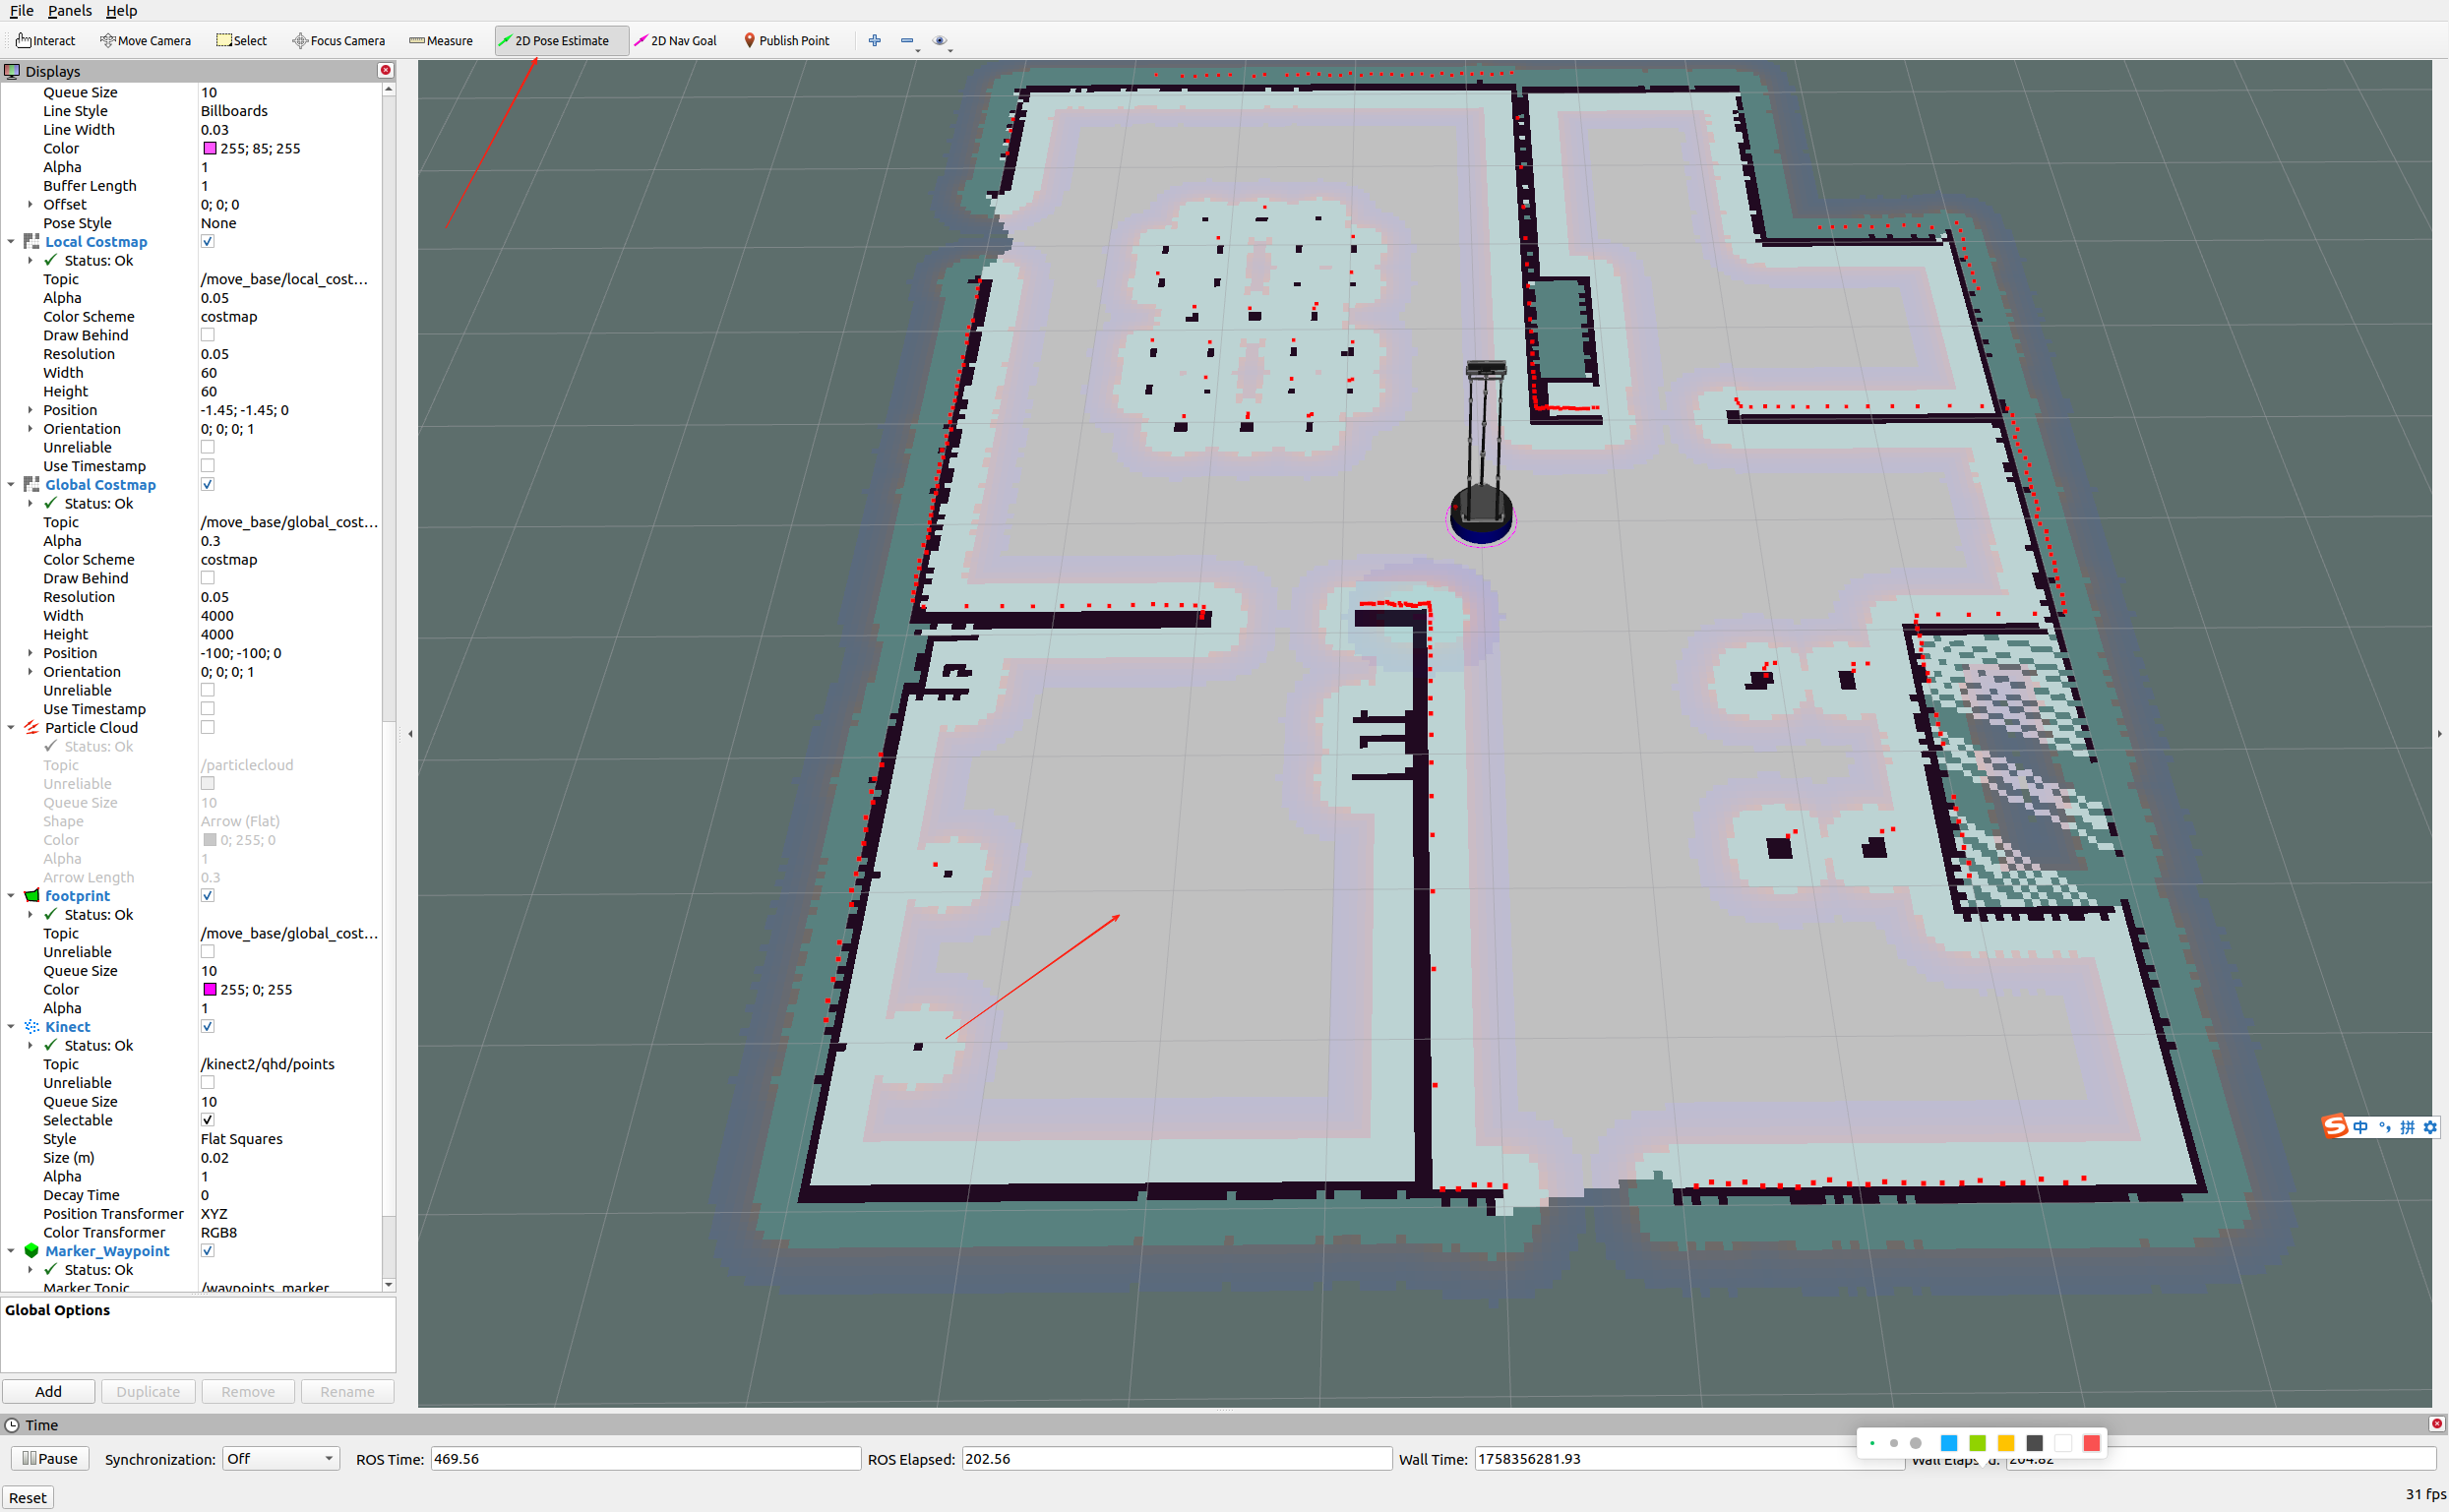 File Panels Help
Interact Move Camera Select Focus Camera Measure 2D Pose Estimate 2D Nav Goal Publish Point
Displays
Queue Size 10
Line Style Billboards
Line Width 0.03
Color 255; 85; 255
Alpha 1
Buffer Length 1
Offset 0; 0; 0
Pose Style None
Local Costmap
Status: Ok
Topic /move_base/local_cost…
Alpha 0.05
Color Scheme costmap
Draw Behind
Resolution 0.05
Width 60
Height 60
Position -1.45; -1.45; 0
Orientation 0; 0; 0; 1
Unreliable
Use Timestamp
Global Costmap
Status: Ok
Topic /move_base/global_cost…
Alpha 0.3
Color Scheme costmap
Draw Behind
Resolution 0.05
Width 4000
Height 4000
Position -100; -100; 0
Orientation 0; 0; 0; 1
Unreliable
Use Timestamp
Particle Cloud
Status: Ok
Topic /particlecloud
Unreliable
Queue Size 10
Shape Arrow (Flat)
Color 0; 255; 0
Alpha 1
Arrow Length 0.3
footprint
Status: Ok
Topic /move_base/global_cost…
Unreliable
Queue Size 10
Color 255; 0; 255
Alpha 1
Kinect
Status: Ok
Topic /kinect2/qhd/points
Unreliable
Queue Size 10
Selectable
Style Flat Squares
Size (m) 0.02
Alpha 1
Decay Time 0
Position Transformer XYZ
Color Transformer RGB8
Marker_Waypoint
Status: Ok
Marker Topic /waypoints_marker
Global Options
Add Duplicate Remove Rename
S 中 °, 拼
Time
Pause Synchronization: Off ROS Time: 469.56 ROS Elapsed: 202.56 Wall Time: 1758356281.93 Wall Elapsed: 204.82
Reset 31 fps